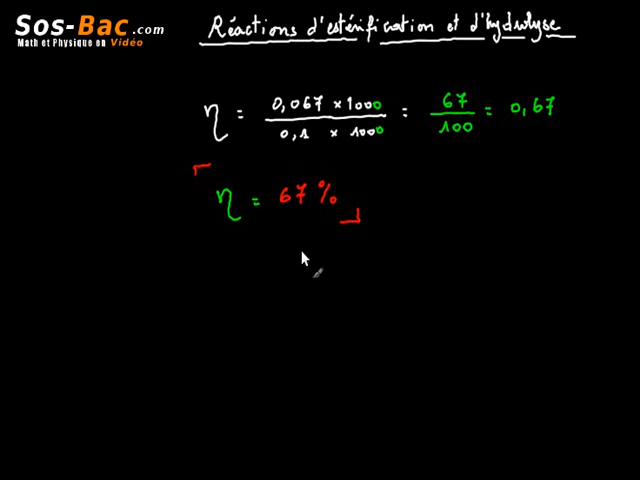 Sos-Bac.com
Math et Physique en Vidéo
Réactions d'estérification et d'hydrolyse
η = 0,067 × 1000 / 0,1 × 1000 = 67 / 100 = 0,67
η = 67 %